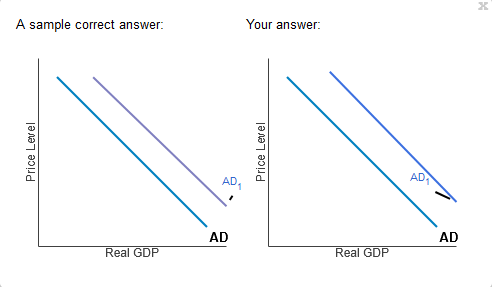 A sample correct answer:
Your answer:
Price Level
AD1
AD
Real GDP
Price Level
AD1
AD
Real GDP